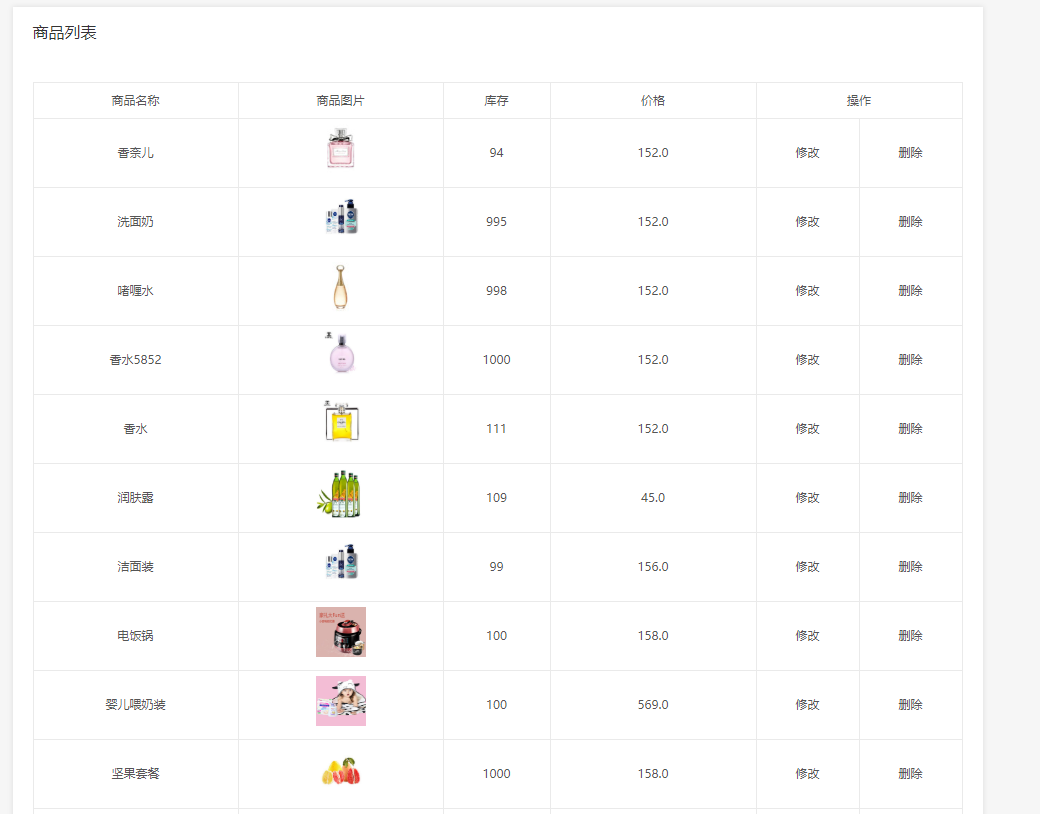 商品列表
商品名称 商品图片 库存 价格 操作
香奈儿 94 152.0 修改 删除
洗面奶 995 152.0 修改 删除
啫喱水 998 152.0 修改 删除
香水5852 1000 152.0 修改 删除
香水 111 152.0 修改 删除
润肤露 109 45.0 修改 删除
洁面装 99 156.0 修改 删除
电饭锅 100 158.0 修改 删除
婴儿喂奶装 100 569.0 修改 删除
坚果套餐 1000 158.0 修改 删除